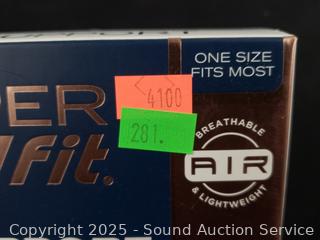 ONE SIZE
FITS MOST
4100
281.
PER
Fit.
BREATHABLE
AIR
& LIGHTWEIGHT
Copyright 2025 - Sound Auction Service